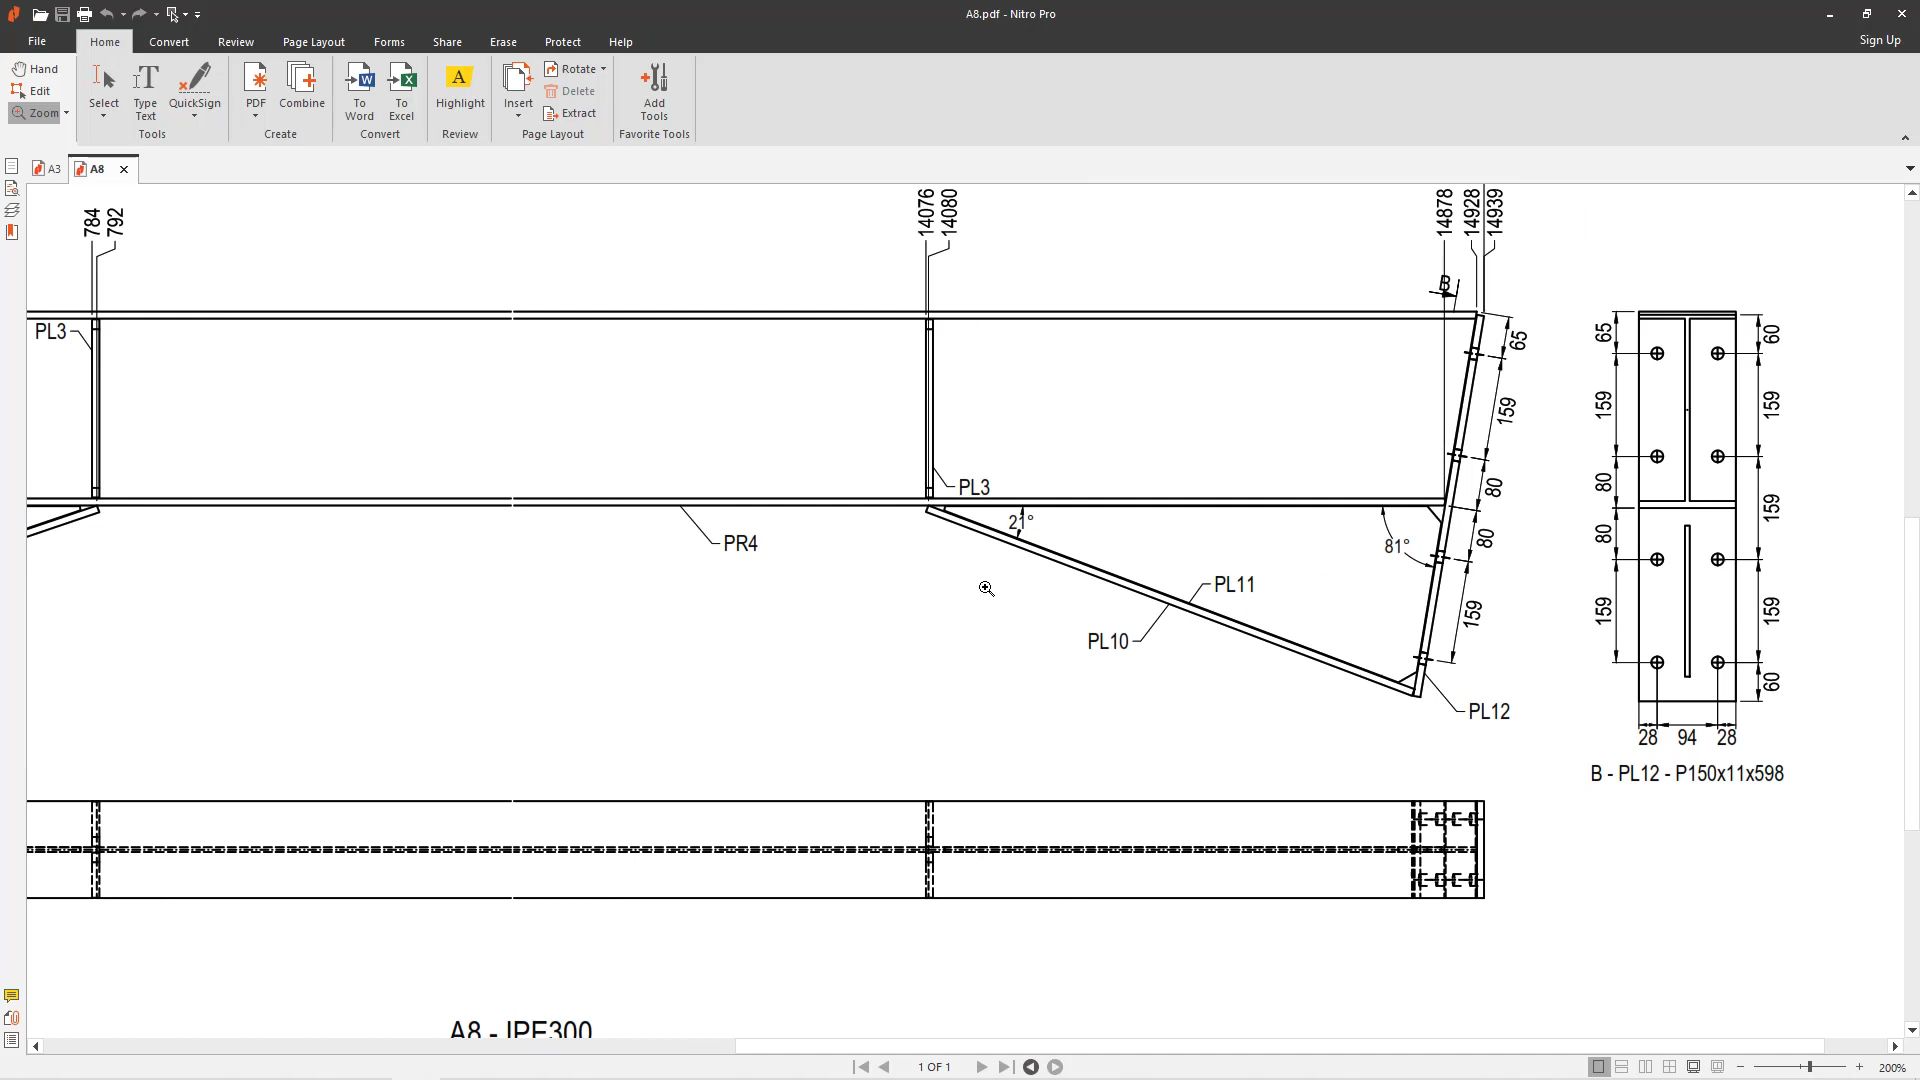 A8.pdf - Nitro Pro
File
Home
Convert
Review
Page Layout
Forms
Share
Erase
Protect
Help
Sign Up
Hand
Edit
Zoom
Select
Type
Text
QuickSign
Tools
PDF
Combine
Create
To
Word
To
Excel
Convert
A
Highlight
Review
Insert
Rotate
Delete
Extract
Page Layout
Add
Tools
Favorite Tools
A3
A8
784
792
14076
14080
14878
14928
14939
B
PL3
65
159
PL3
80
21°
81°
80
PR4
PL11
159
PL10
PL12
65
60
159
159
80
159
80
159
159
60
28 94 28
B - PL12 - P150x11x598
A8 - IPE300
1 OF 1
200%